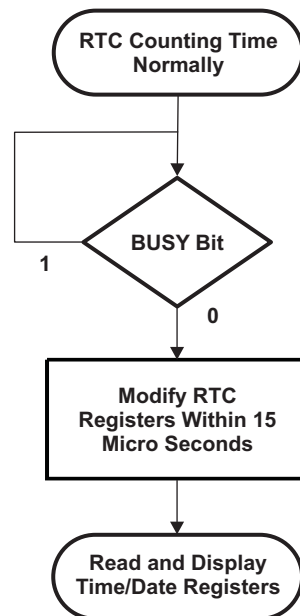 RTC Counting Time
Normally
BUSY Bit
1
0
Modify RTC
Registers Within 15
Micro Seconds
Read and Display
Time/Date Registers